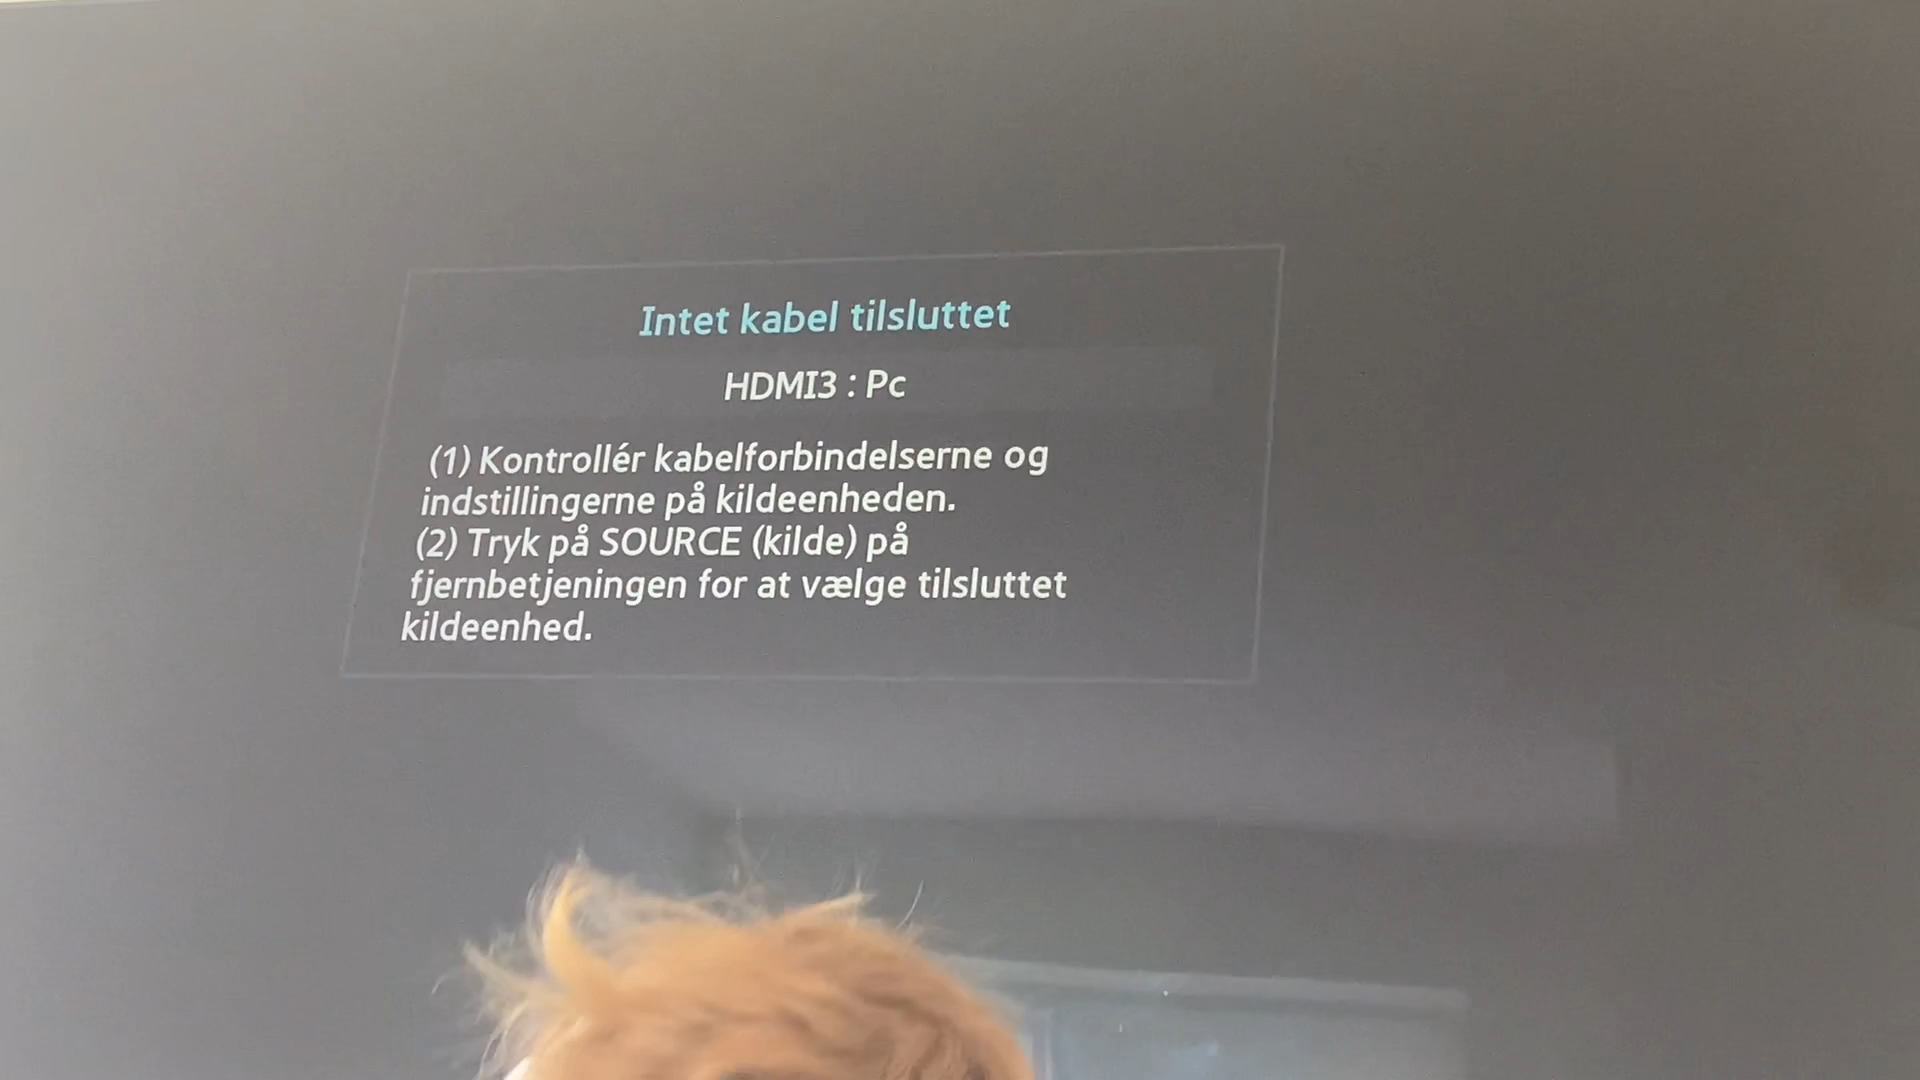 Intet kabel tilsluttet
HDMI3 : Pc
(1) Kontrollér kabelforbindelserne og
indstillingerne på kildeenheden.
(2) Tryk på SOURCE (kilde) på
fjernbetjeningen for at vælge tilsluttet
kildeenhed.